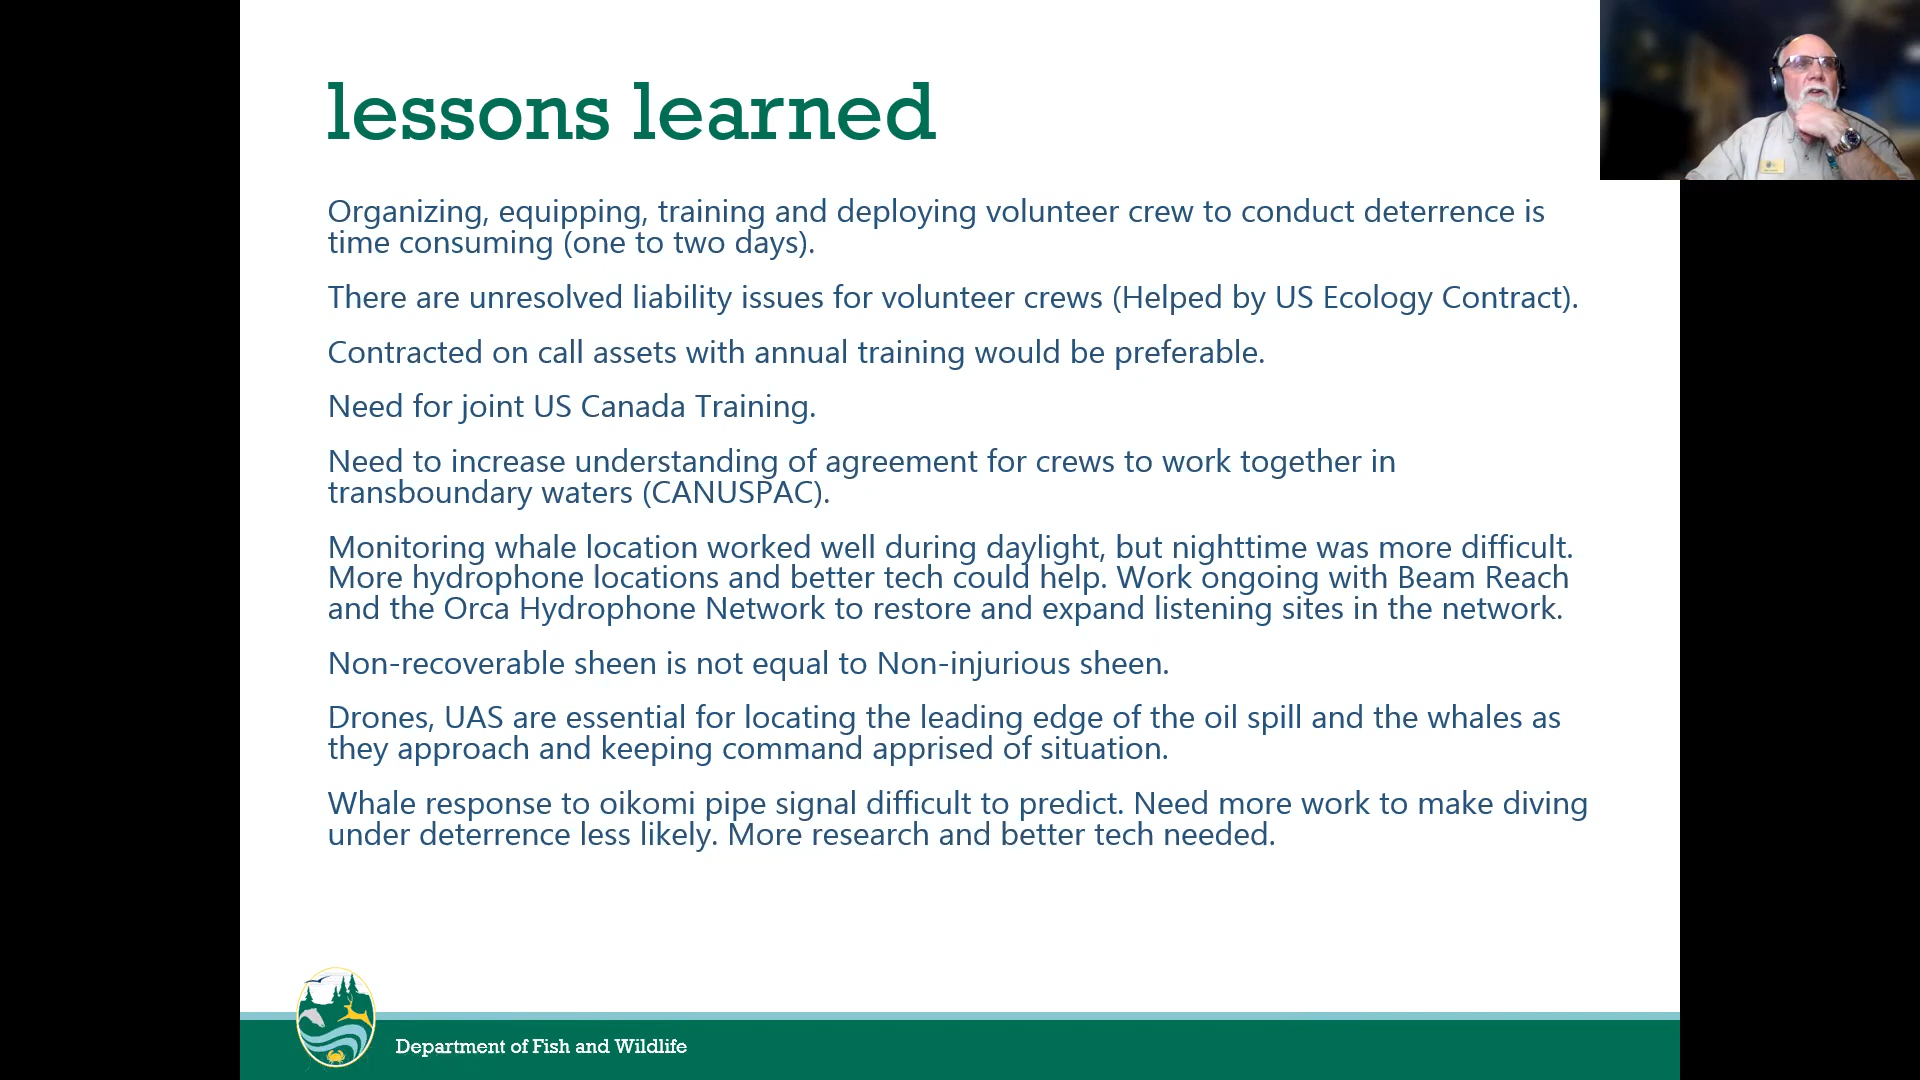 lessons learned
Organizing, equipping, training and deploying volunteer crew to conduct deterrence is
time consuming (one to two days).
There are unresolved liability issues for volunteer crews (Helped by US Ecology Contract).
Contracted on call assets with annual training would be preferable.
Need for joint US Canada Training.
Need to increase understanding of agreement for crews to work together in
transboundary waters (CANUSPAC).
Monitoring whale location worked well during daylight, but nighttime was more difficult.
More hydrophone locations and better tech could help. Work ongoing with Beam Reach
and the Orca Hydrophone Network to restore and expand listening sites in the network.
Non-recoverable sheen is not equal to Non-injurious sheen.
Drones, UAS are essential for locating the leading edge of the oil spill and the whales as
they approach and keeping command apprised of situation.
Whale response to oikomi pipe signal difficult to predict. Need more work to make diving
under deterrence less likely. More research and better tech needed.
Department of Fish and Wildlife